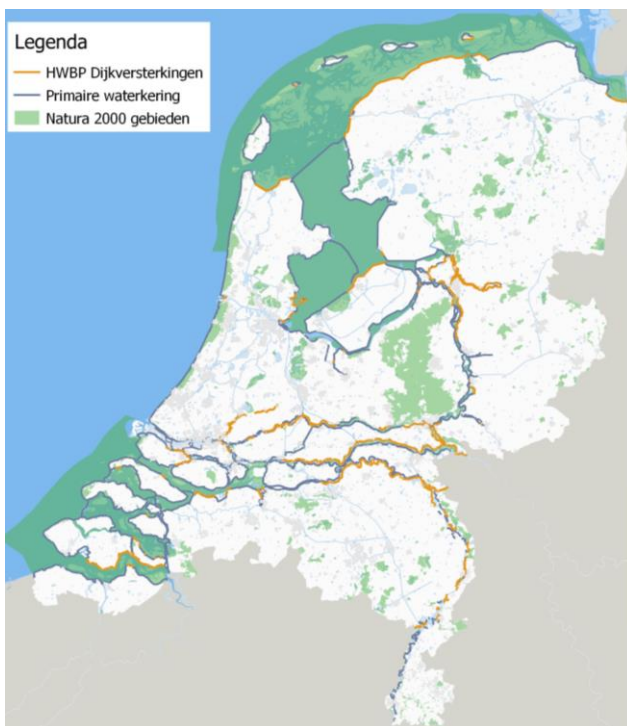 Legenda
HWBP Dijkversterkingen
Primaire waterkering
Natura 2000 gebieden